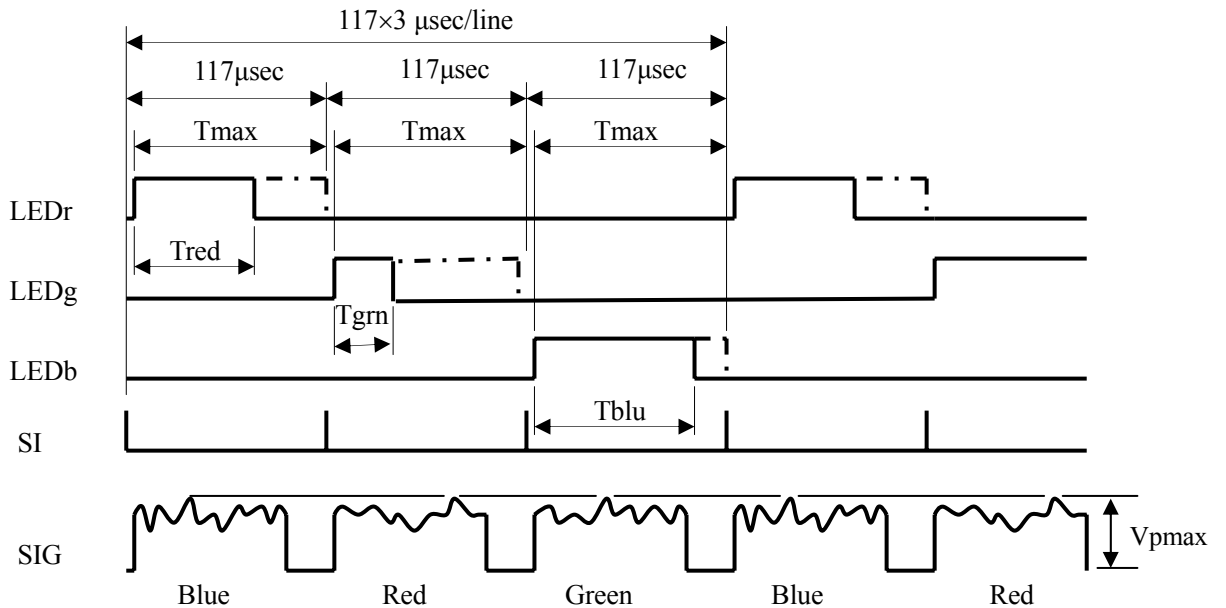 117×3 μsec/line
117μsec 117μsec 117μsec
Tmax Tmax Tmax
LEDr
Tred
LEDg
Tgrn
LEDb
Tblu
SI
SIG
Vpmax
Blue Red Green Blue Red